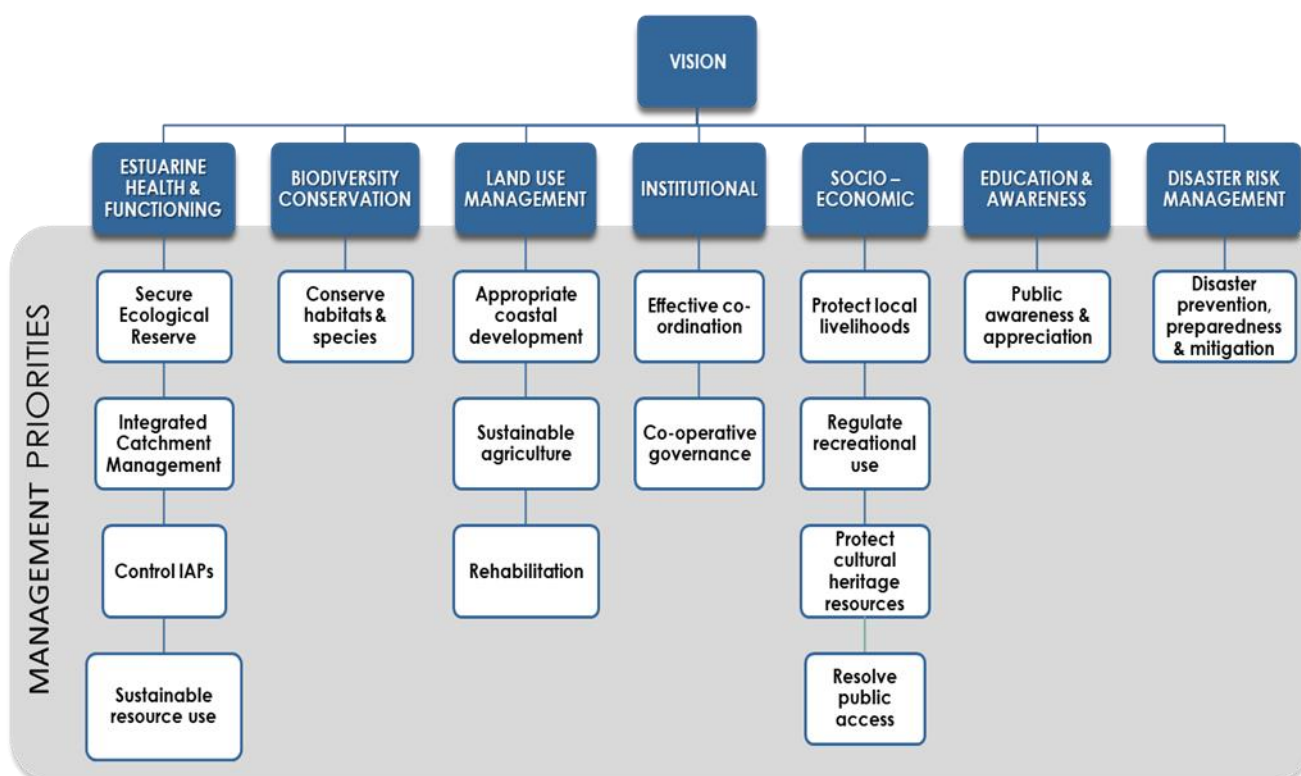 VISION
ESTUARINE
HEALTH &
FUNCTIONING
BIODIVERSITY
CONSERVATION
LAND USE
MANAGEMENT
INSTITUTIONAL
SOCIO –
ECONOMIC
EDUCATION &
AWARENESS
DISASTER RISK
MANAGEMENT
MANAGEMENT PRIORITIES
Secure
Ecological
Reserve
Integrated
Catchment
Management
Control IAPs
Sustainable
resource use
Conserve
habitats &
species
Appropriate
coastal
development
Sustainable
agriculture
Rehabilitation
Effective co-
ordination
Co-operative
governance
Protect local
livelihoods
Regulate
recreational
use
Protect
cultural
heritage
resources
Resolve
public
access
Public
awareness &
appreciation
Disaster
prevention,
preparedness
& mitigation